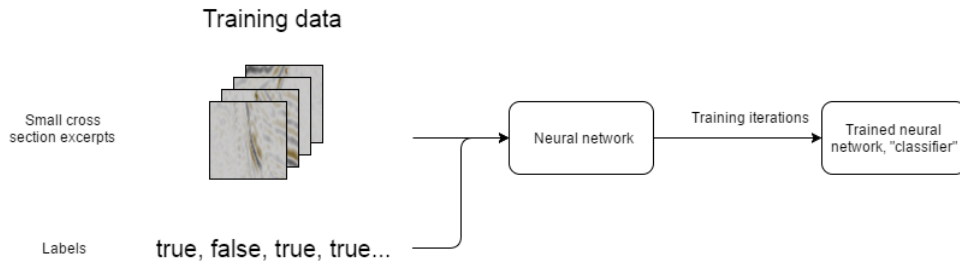 Training data
Small cross
section excerpts
Neural network
Training iterations
Trained neural
network, "classifier"
Labels
true, false, true, true...